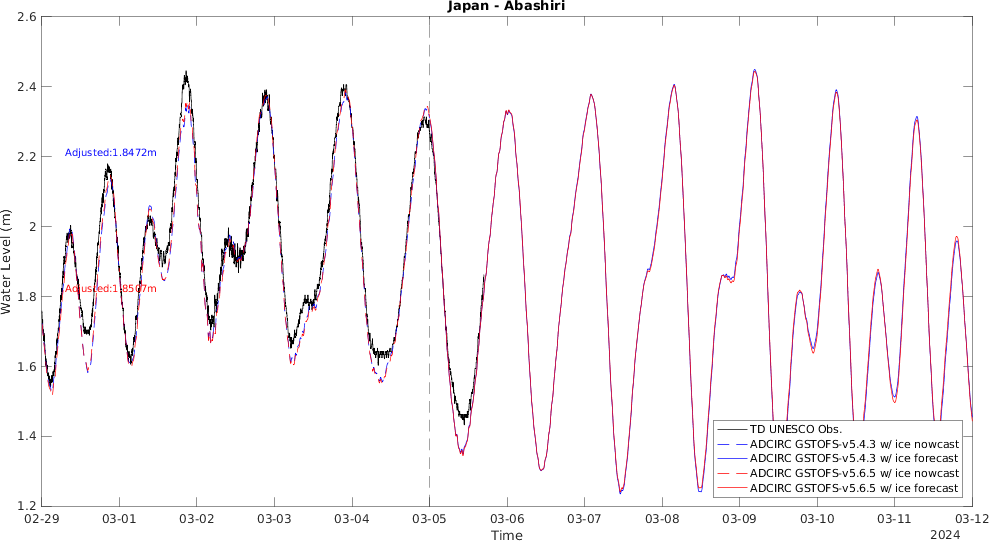 Japan - Abashiri
2.6
2.4
2.2
2
1.8
1.6
1.4
1.2
Water Level (m)
Adjusted:1.8472m
Adjusted:1.8507m
TD UNESCO Obs.
ADCIRC GSTOFS-v5.4.3 w/ ice nowcast
ADCIRC GSTOFS-v5.4.3 w/ ice forecast
ADCIRC GSTOFS-v5.6.5 w/ ice nowcast
ADCIRC GSTOFS-v5.6.5 w/ ice forecast
02-29 03-01 03-02 03-03 03-04 03-05 03-06 03-07 03-08 03-09 03-10 03-11 03-12
Time
2024